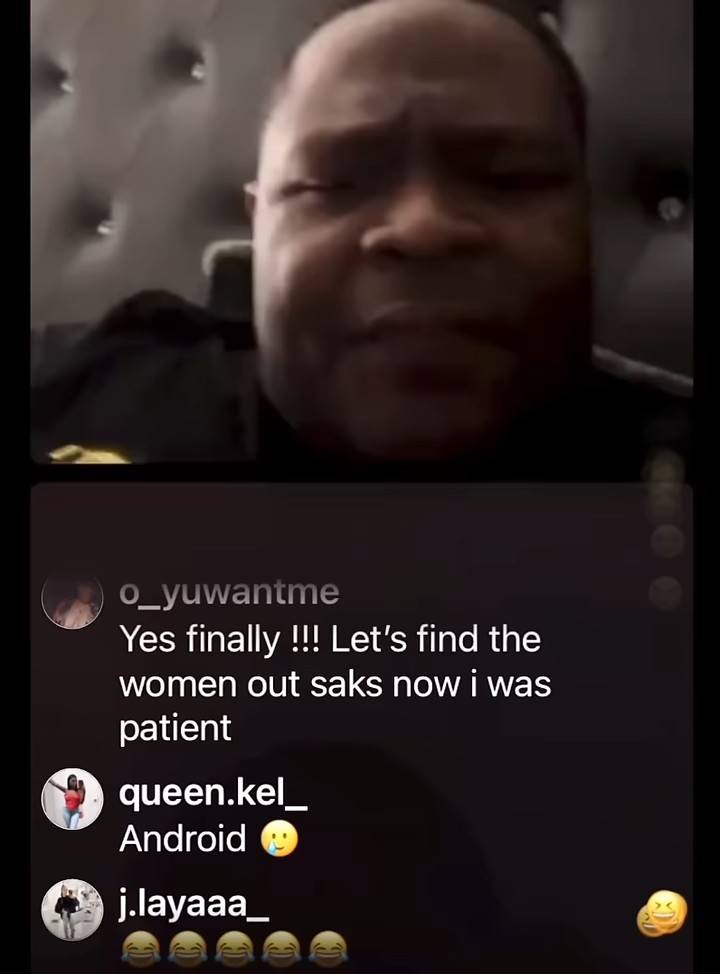 o_yuwantme
Yes finally !!! Let's find the
women out saks now i was
patient
queen.kel_
Android 🥲
j.layaaa_
😂😂😂😂😂